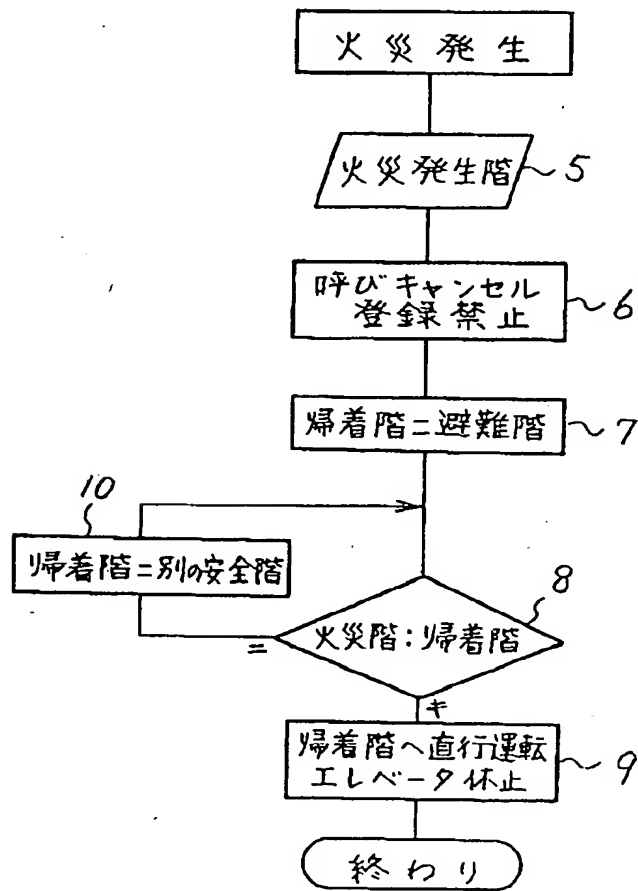 火災発生
火災発生階
5
呼びキャンセル
登録禁止
6
帰着階=避難階
7
10
帰着階=別の安全階
8
火災階:帰着階
=
≠
帰着階へ直行運転
エレベータ休止
9
終わり